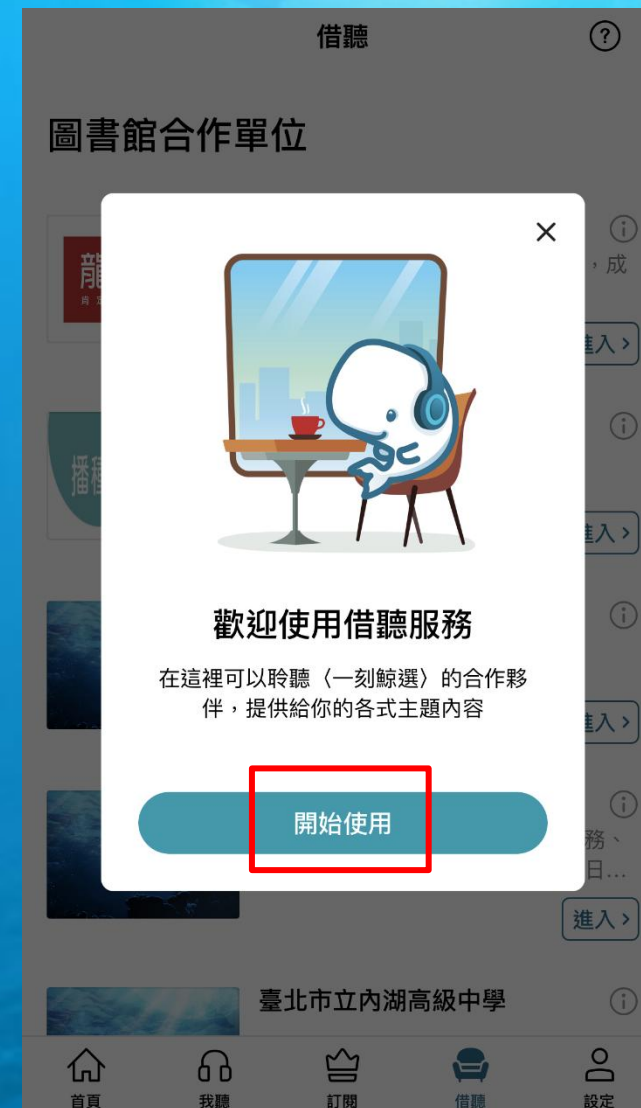 借聽
?
圖書館合作單位
×
龍
，成
進入 >
播種
進入 >
進入 >
歡迎使用借聽服務
在這裡可以聆聽〈一刻鯨選〉的合作夥
伴，提供給你的各式主題內容
開始使用
務、
日…
進入 >
臺北市立內湖高級中學
首頁
我聽
訂閱
借聽
設定